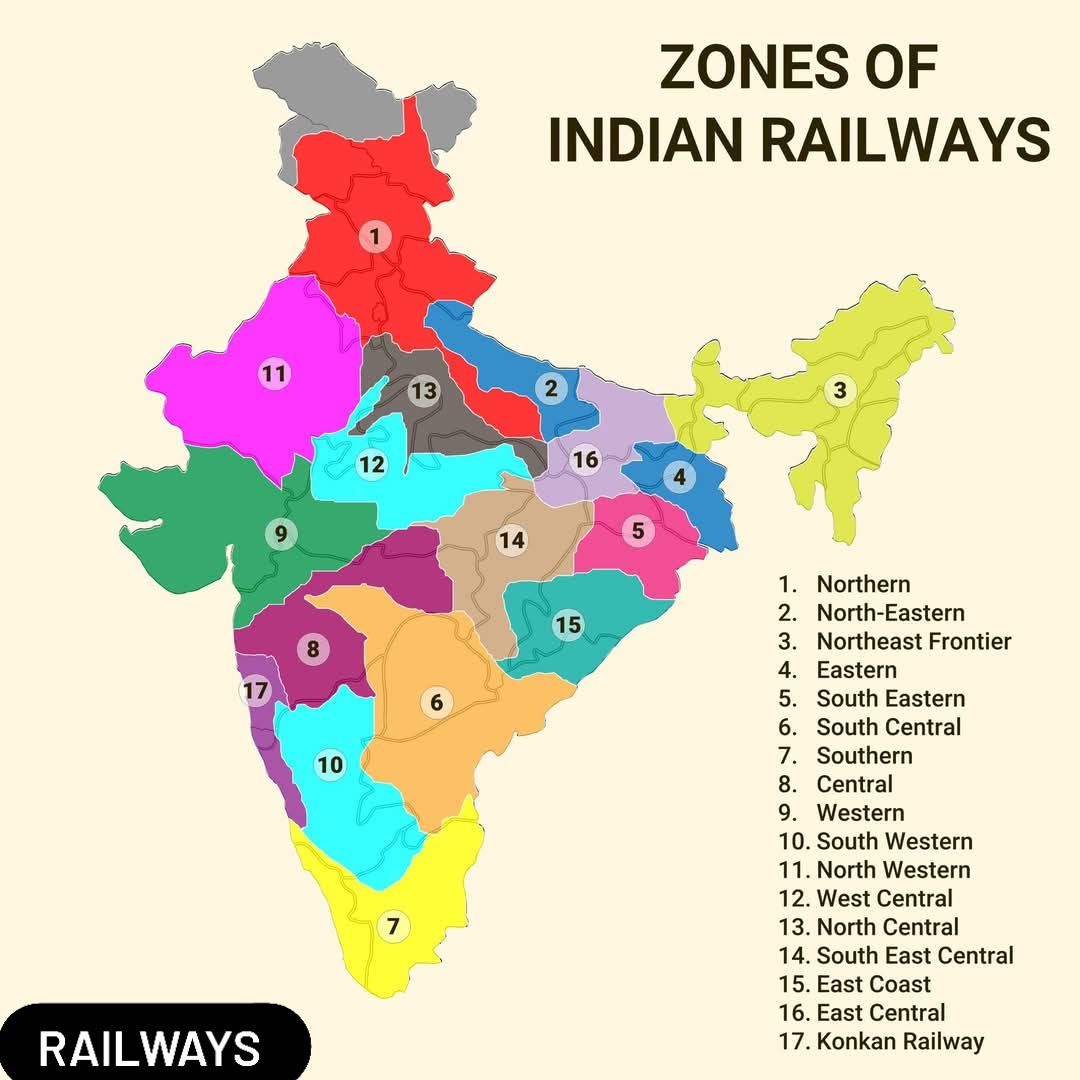 ZONES OF
INDIAN RAILWAYS
1
2
3
4
5
6
7
8
9
10
11
12
13
14
15
16
17
1. Northern
2. North-Eastern
3. Northeast Frontier
4. Eastern
5. South Eastern
6. South Central
7. Southern
8. Central
9. Western
10. South Western
11. North Western
12. West Central
13. North Central
14. South East Central
15. East Coast
16. East Central
17. Konkan Railway
RAILWAYS